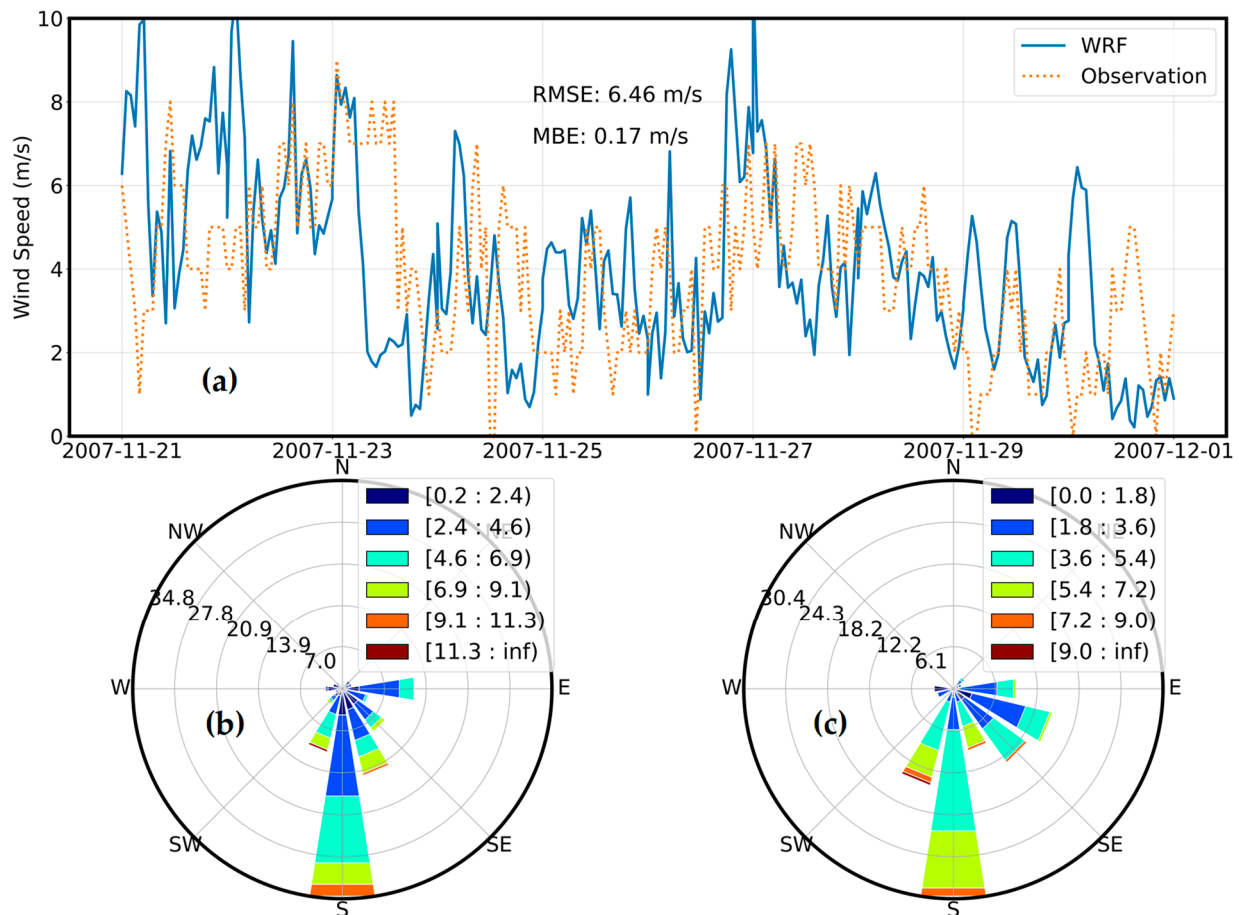 10
8
6
4
2
0
Wind Speed (m/s)
WRF
Observation
RMSE: 6.46 m/s
MBE: 0.17 m/s
(a)
2007-11-21
2007-11-23
2007-11-25
2007-11-27
2007-11-29
2007-12-01
N
NW
NE
W
E
SW
SE
S
34.8
27.8
20.9
13.9
7.0
[0.2 : 2.4)
[2.4 : 4.6)
[4.6 : 6.9)
[6.9 : 9.1)
[9.1 : 11.3)
[11.3 : inf)
(b)
N
NW
NE
W
E
SW
SE
S
30.4
24.3
18.2
12.2
6.1
[0.0 : 1.8)
[1.8 : 3.6)
[3.6 : 5.4)
[5.4 : 7.2)
[7.2 : 9.0)
[9.0 : inf)
(c)